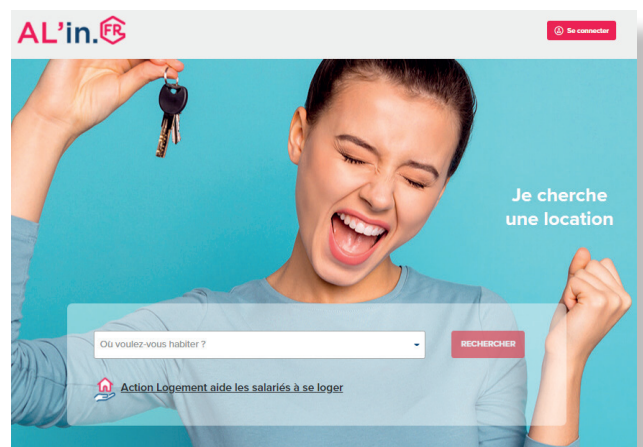 AL'in.FR
Se connecter
Je cherche
une location
Où voulez-vous habiter ?
RECHERCHER
Action Logement aide les salariés à se loger